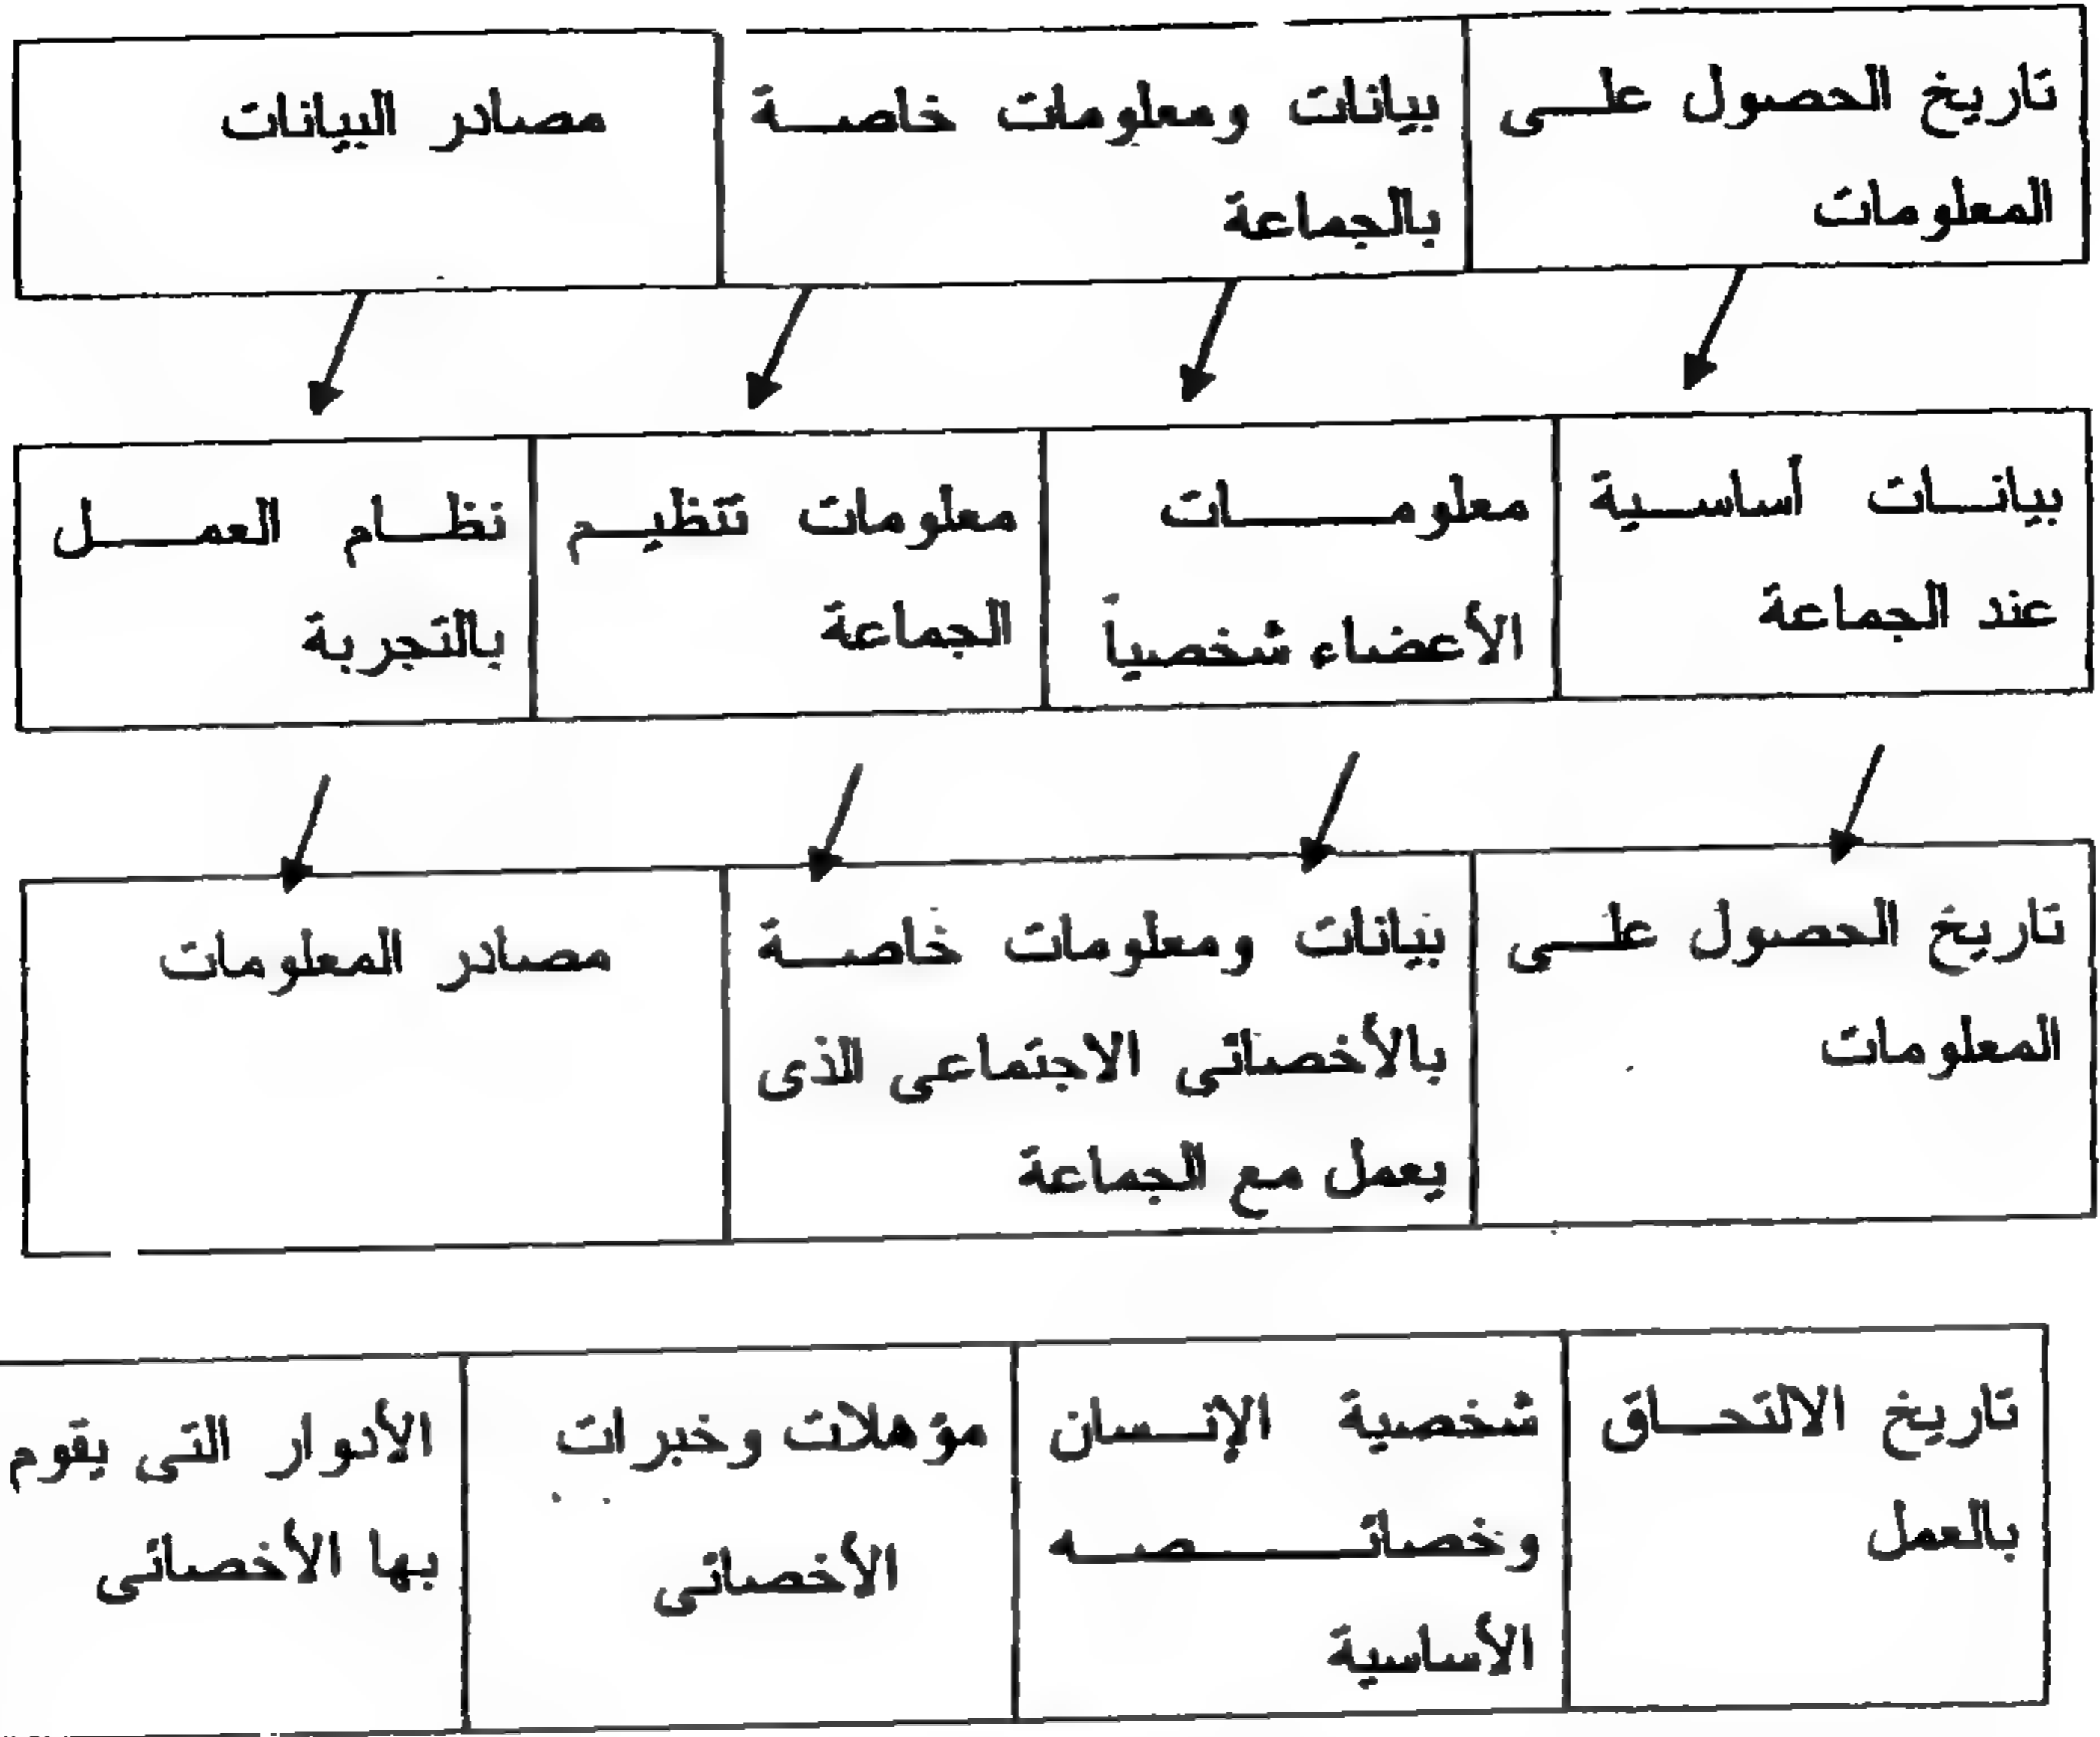 تاريخ الحصول على
المعلومات
بيانات ومعلومات خاصة
بالجماعة
مصادر البيانات
بيانات أساسية
عند الجماعة
معلومات
الأعضاء شخصياً
معلومات تنظيم
الجماعة
نظام العمل
بالتجربة
تاريخ الحصول على
المعلومات
بيانات ومعلومات خاصة
بالأخصائى الاجتماعى الذى
يعمل مع الجماعة
مصادر المعلومات
تاريخ الالتحاق
بالعمل
شخصية الإنسان
وخصائصه
الأساسية
مؤهلات وخبرات
الأخصائى
الأدوار التى يقوم
بها الأخصائى